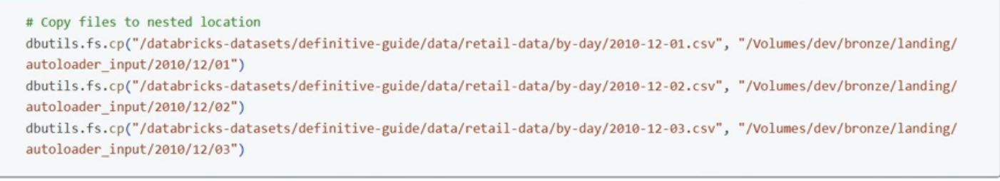 # Copy files to nested location
dbutils.fs.cp("/databricks-datasets/definitive-guide/data/retail-data/by-day/2010-12-01.csv", "/Volumes/dev/bronze/landing/
autoloader_input/2010/12/01")
dbutils.fs.cp("/databricks-datasets/definitive-guide/data/retail-data/by-day/2010-12-02.csv", "/Volumes/dev/bronze/landing/
autoloader_input/2010/12/02")
dbutils.fs.cp("/databricks-datasets/definitive-guide/data/retail-data/by-day/2010-12-03.csv", "/Volumes/dev/bronze/landing/
autoloader_input/2010/12/03")